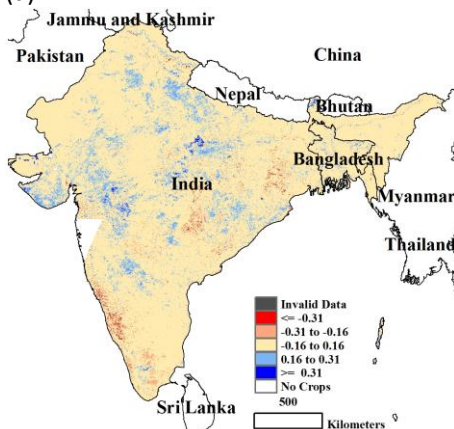 Jammu and Kashmir
Pakistan
China
Nepal
Bhutan
Bangladesh
India
Myanmar
Thailand
Invalid Data
<= -0.31
-0.31 to -0.16
-0.16 to 0.16
0.16 to 0.31
>= 0.31
No Crops
500
Sri Lanka
Kilometers